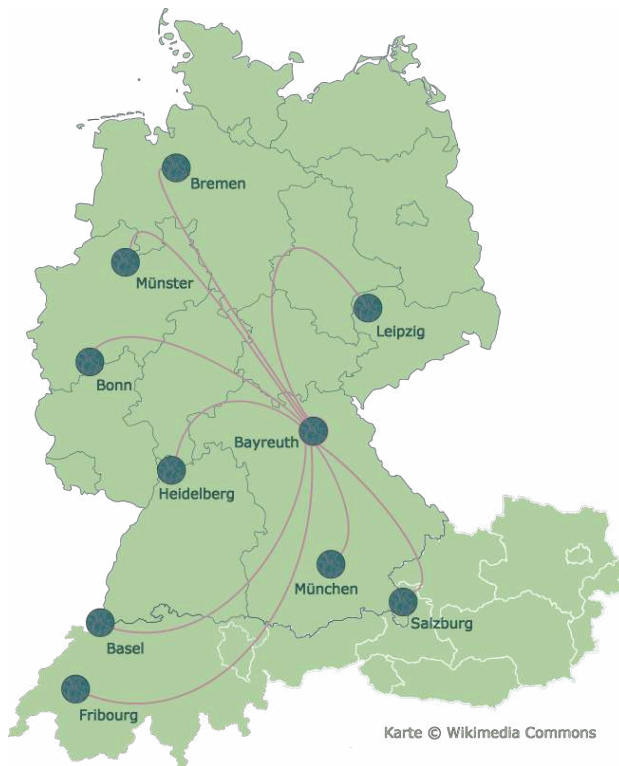 Bremen
Münster
Leipzig
Bonn
Bayreuth
Heidelberg
München
Salzburg
Basel
Fribourg
Karte © Wikimedia Commons